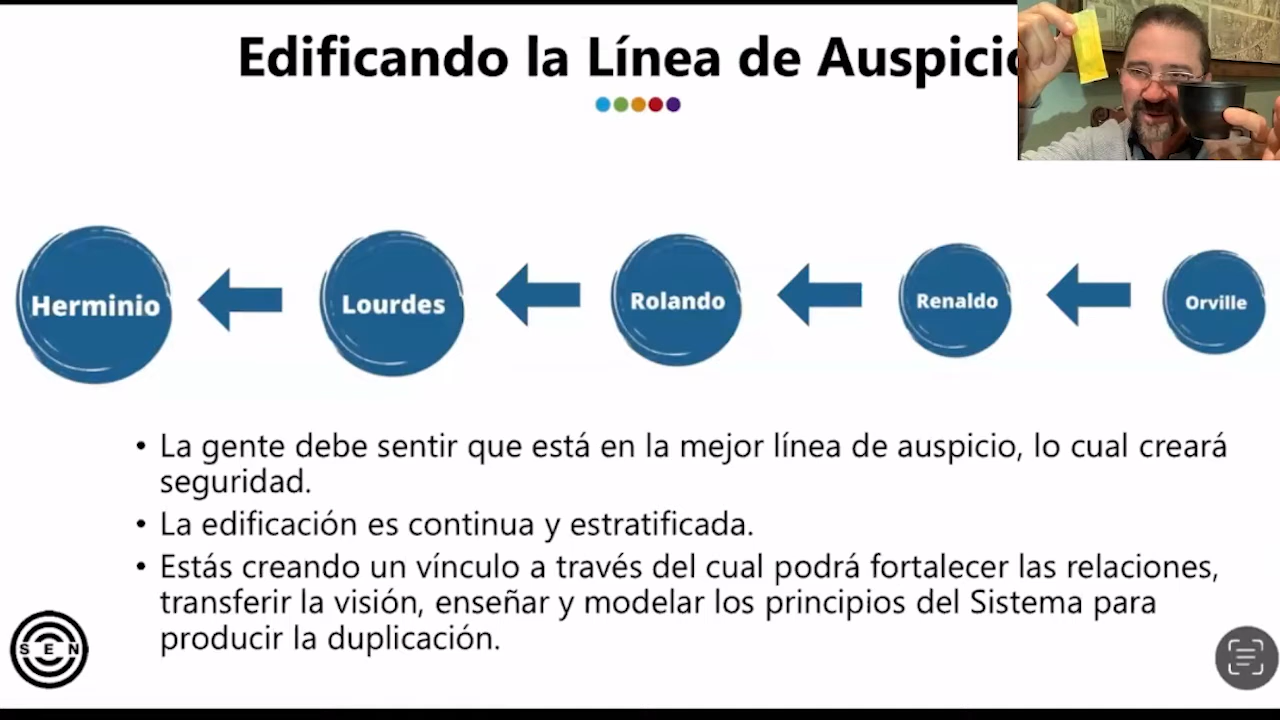 Edificando la Línea de Auspicio
Herminio
Lourdes
Rolando
Renaldo
Orville
• La gente debe sentir que está en la mejor línea de auspicio, lo cual creará
seguridad.
• La edificación es continua y estratificada.
• Estás creando un vínculo a través del cual podrá fortalecer las relaciones,
transferir la visión, enseñar y modelar los principios del Sistema para
producir la duplicación.
S E N